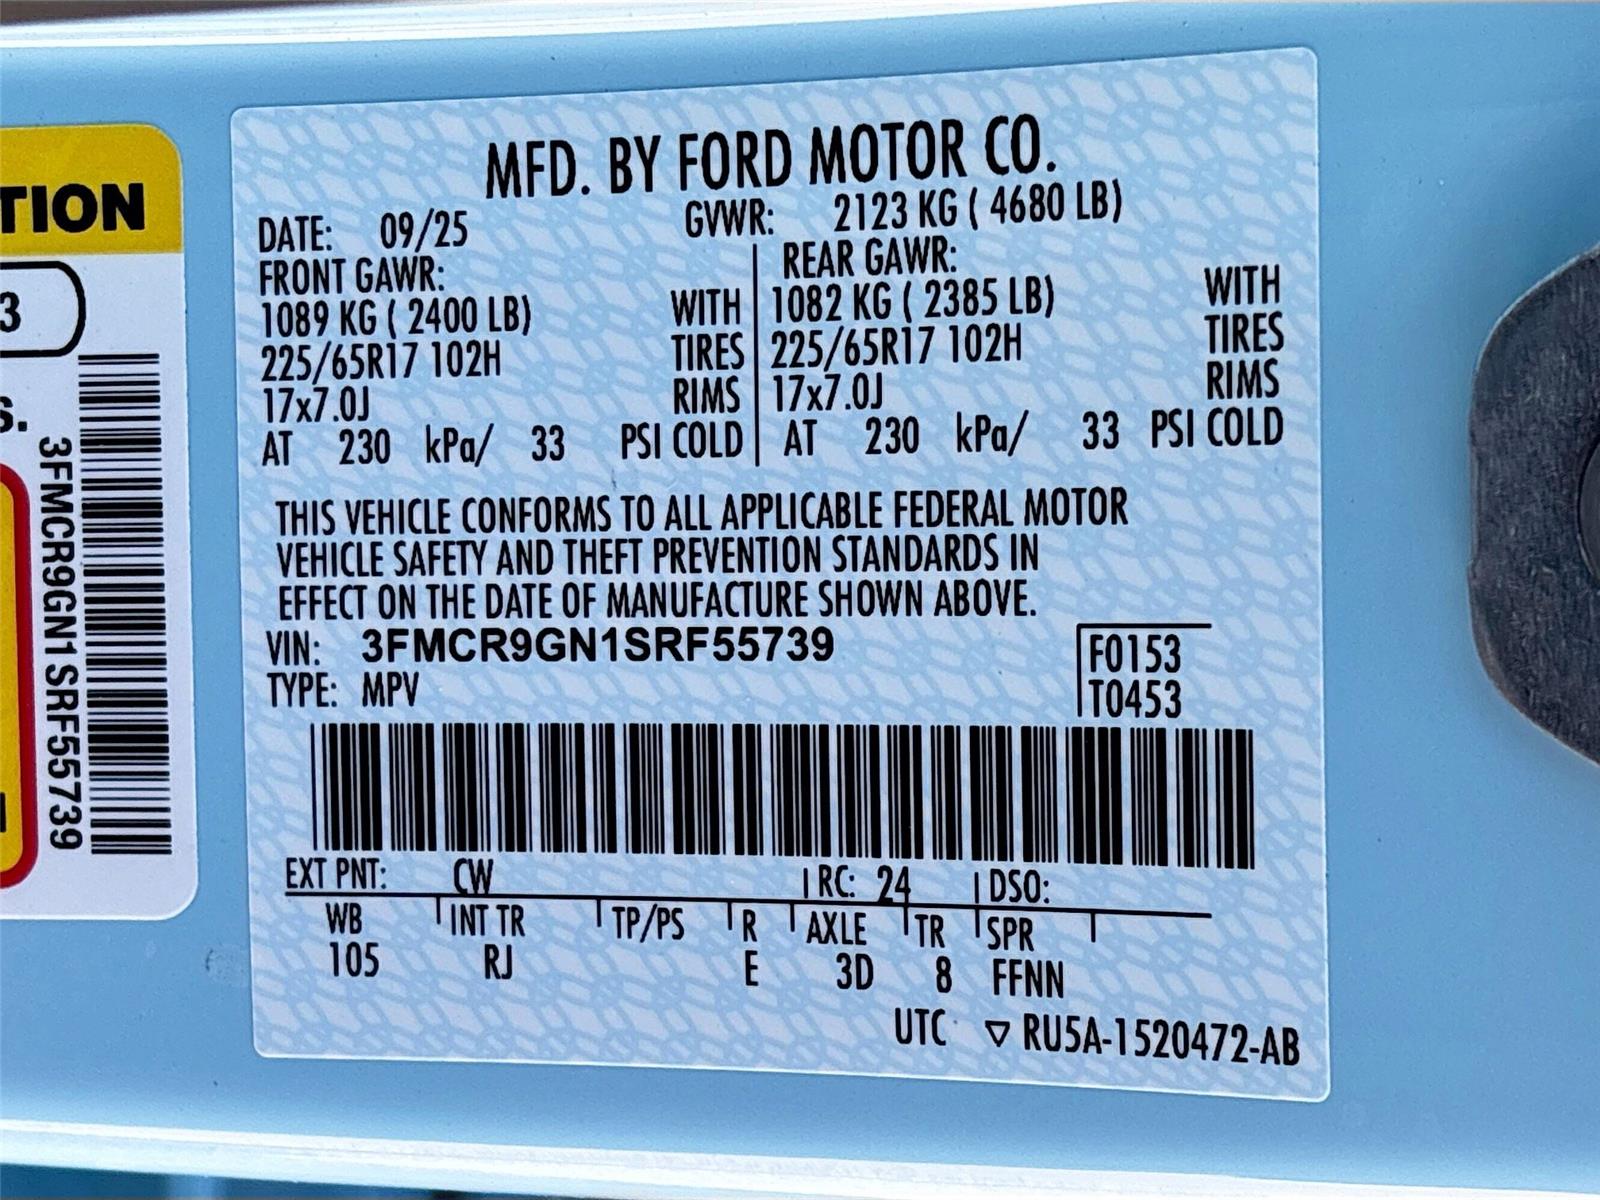 TION
3
s.
3FMCR9GN1SRF55739
MFD. BY FORD MOTOR CO.
DATE: 09/25 GVWR: 2123 KG ( 4680 LB)
FRONT GAWR: REAR GAWR:
1089 KG ( 2400 LB) WITH 1082 KG ( 2385 LB) WITH
225/65R17 102H TIRES 225/65R17 102H TIRES
17x7.0J RIMS 17x7.0J RIMS
AT 230 kPa/ 33 PSI COLD AT 230 kPa/ 33 PSI COLD
THIS VEHICLE CONFORMS TO ALL APPLICABLE FEDERAL MOTOR
VEHICLE SAFETY AND THEFT PREVENTION STANDARDS IN
EFFECT ON THE DATE OF MANUFACTURE SHOWN ABOVE.
VIN: 3FMCR9GN1SRF55739 F0153
TYPE: MPV T0453
EXT PNT: CW RC: 24 DSO:
WB INT TR TP/PS R AXLE TR SPR
105 RJ E 3D 8 FFNN
UTC ▽ RU5A-1520472-AB